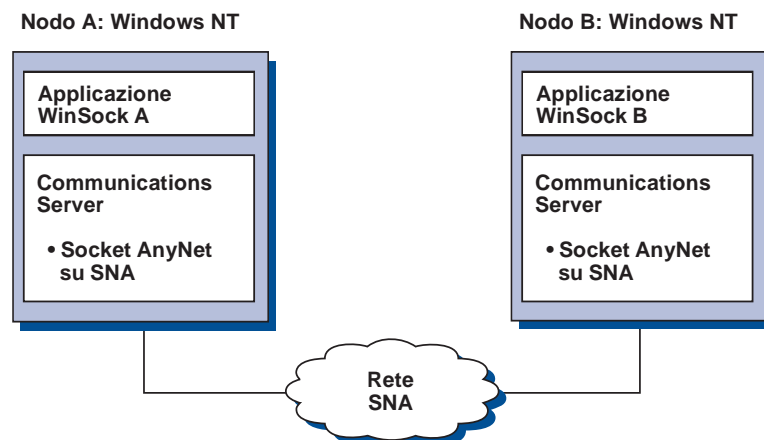 Nodo A: Windows NT
Applicazione
WinSock A
Communications
Server
• Socket AnyNet
su SNA
Nodo B: Windows NT
Applicazione
WinSock B
Communications
Server
• Socket AnyNet
su SNA
Rete
SNA